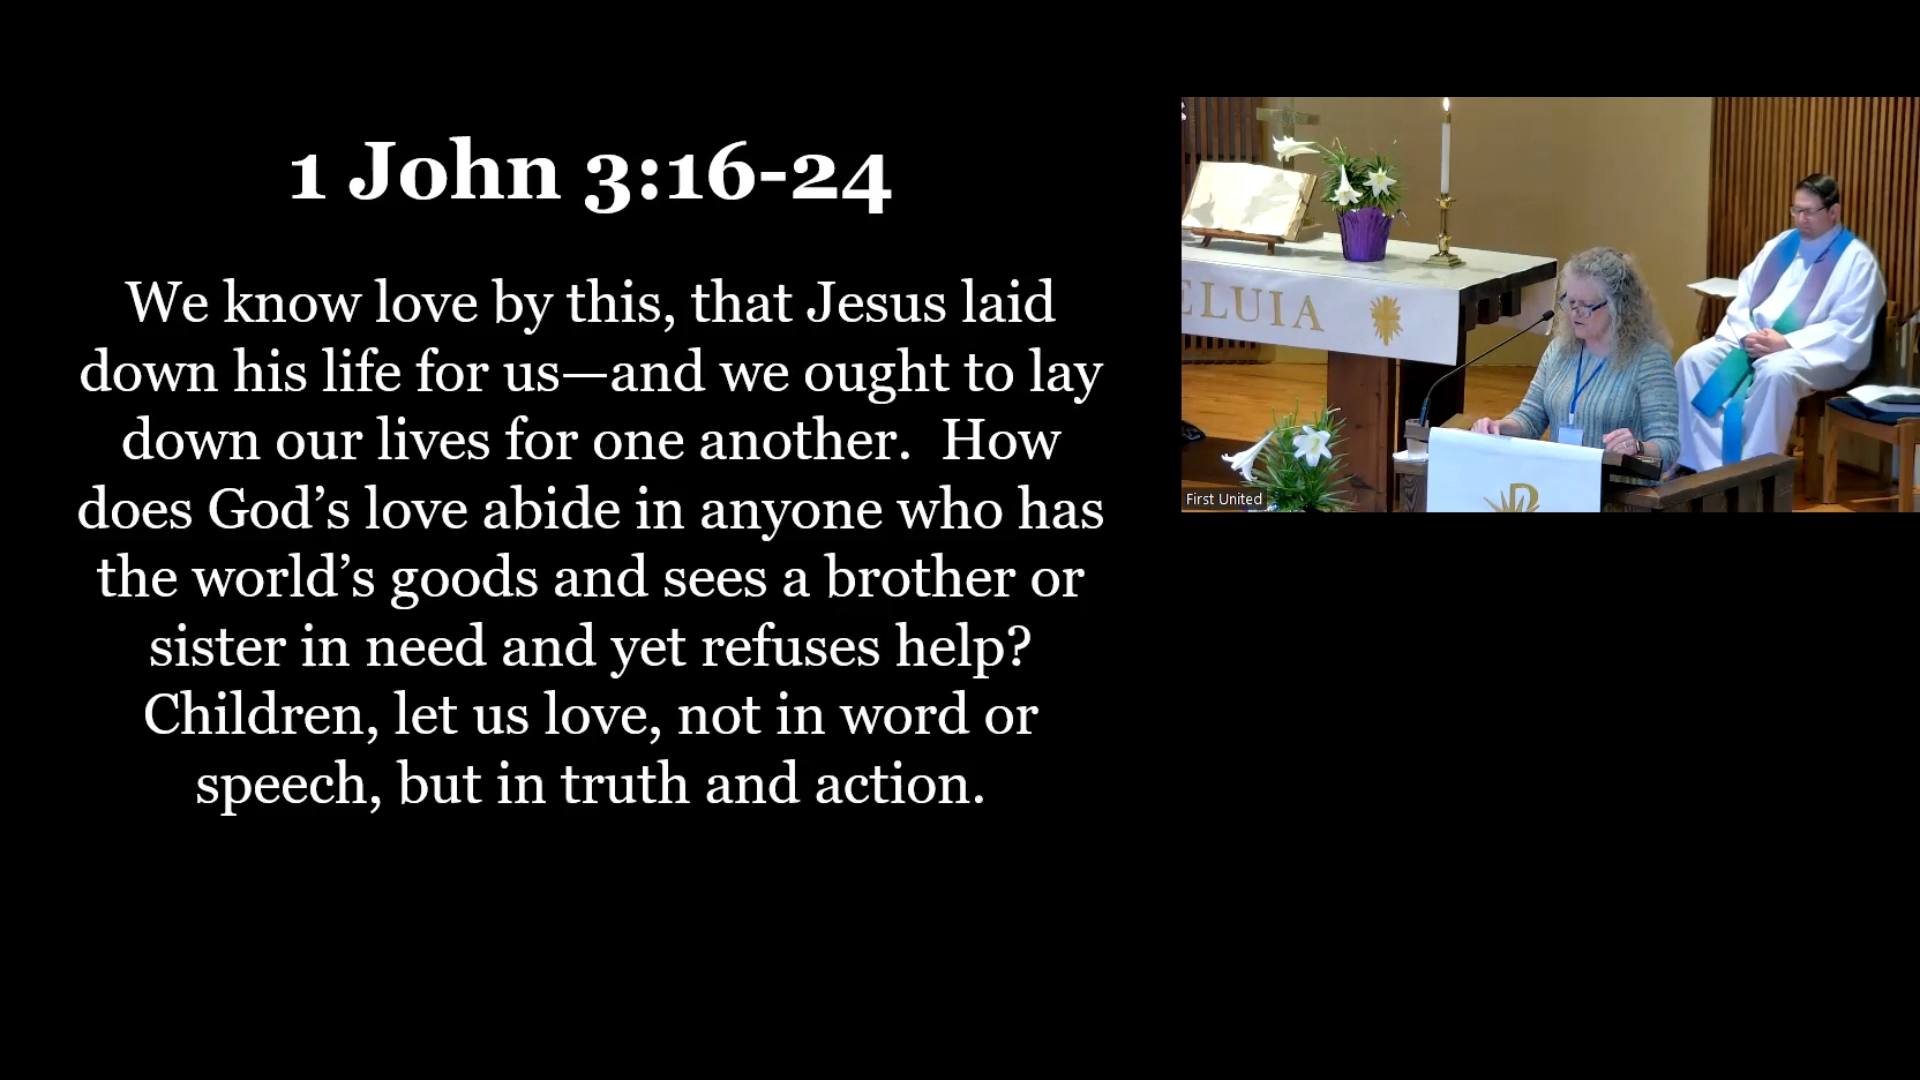 1 John 3:16-24
We know love by this, that Jesus laid
down his life for us—and we ought to lay
down our lives for one another.  How
does God’s love abide in anyone who has
the world’s goods and sees a brother or
sister in need and yet refuses help?
Children, let us love, not in word or
speech, but in truth and action.
ELUIA
First United